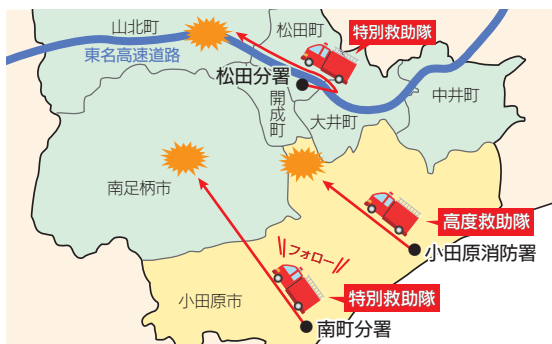 山北町
松田町
特別救助隊
東名高速道路
松田分署
開成町
大井町
中井町
南足柄市
高度救助隊
小田原消防署
フォロー
小田原市
特別救助隊
南町分署